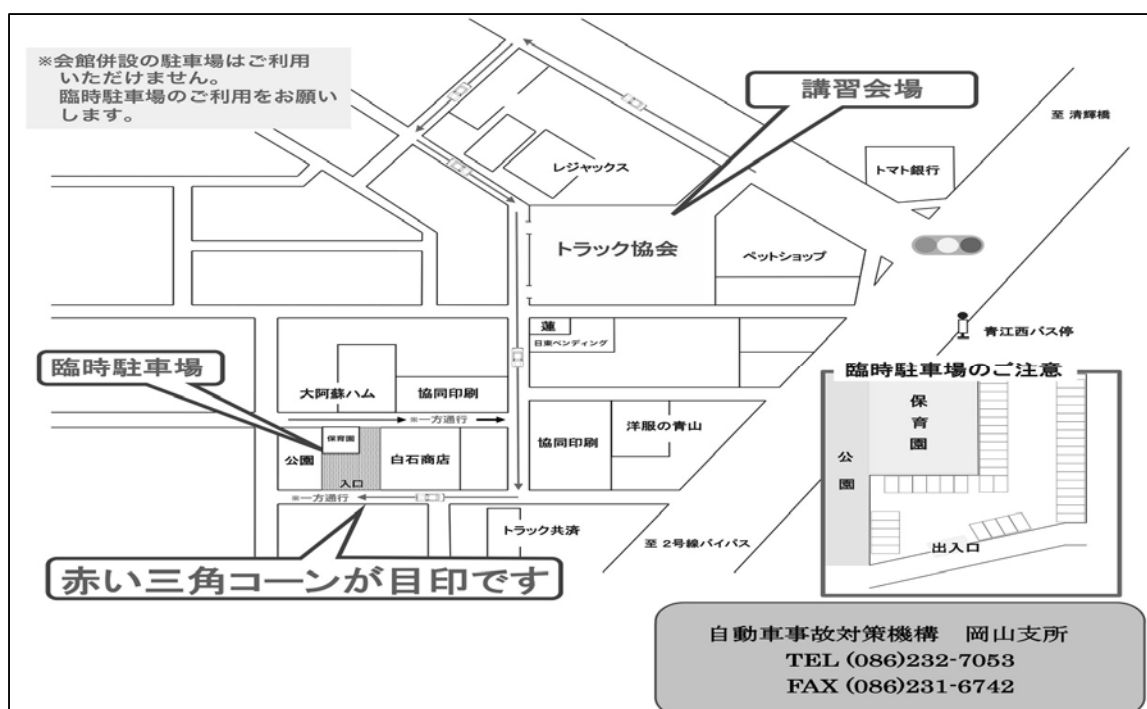 ※会館併設の駐車場はご利用
いただけません。
臨時駐車場のご利用をお願い
します。
講習会場
至 清輝橋
レジャックス
トマト銀行
トラック協会
ペットショップ
蓮
日東ベンディング
青江西バス停
臨時駐車場
大阿蘇ハム
協同印刷
※一方通行
保育園
公園
白石商店
入口
協同印刷
洋服の青山
※一方通行
トラック共済
至 2号線バイパス
赤い三角コーンが目印です
臨時駐車場のご注意
保育園
公園
出入口
自動車事故対策機構 岡山支所
TEL (086)232-7053
FAX (086)231-6742